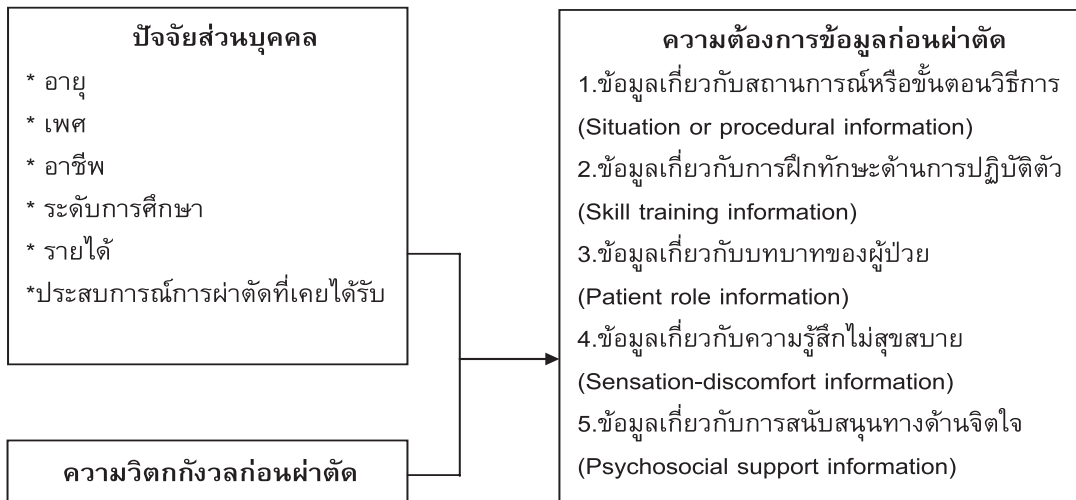 ปัจจัยส่วนบุคคล
* อายุ
* เพศ
* อาชีพ
* ระดับการศึกษา
* รายได้
*ประสบการณ์การผ่าตัดที่เคยได้รับ
ความวิตกกังวลก่อนผ่าตัด
ความต้องการข้อมูลก่อนผ่าตัด
1.ข้อมูลเกี่ยวกับสถานการณ์หรือขั้นตอนวิธีการ
(Situation or procedural information)
2.ข้อมูลเกี่ยวกับการฝึกทักษะด้านการปฏิบัติตัว
(Skill training information)
3.ข้อมูลเกี่ยวกับบทบาทของผู้ป่วย
(Patient role information)
4.ข้อมูลเกี่ยวกับความรู้สึกไม่สุขสบาย
(Sensation-discomfort information)
5.ข้อมูลเกี่ยวกับการสนับสนุนทางด้านจิตใจ
(Psychosocial support information)